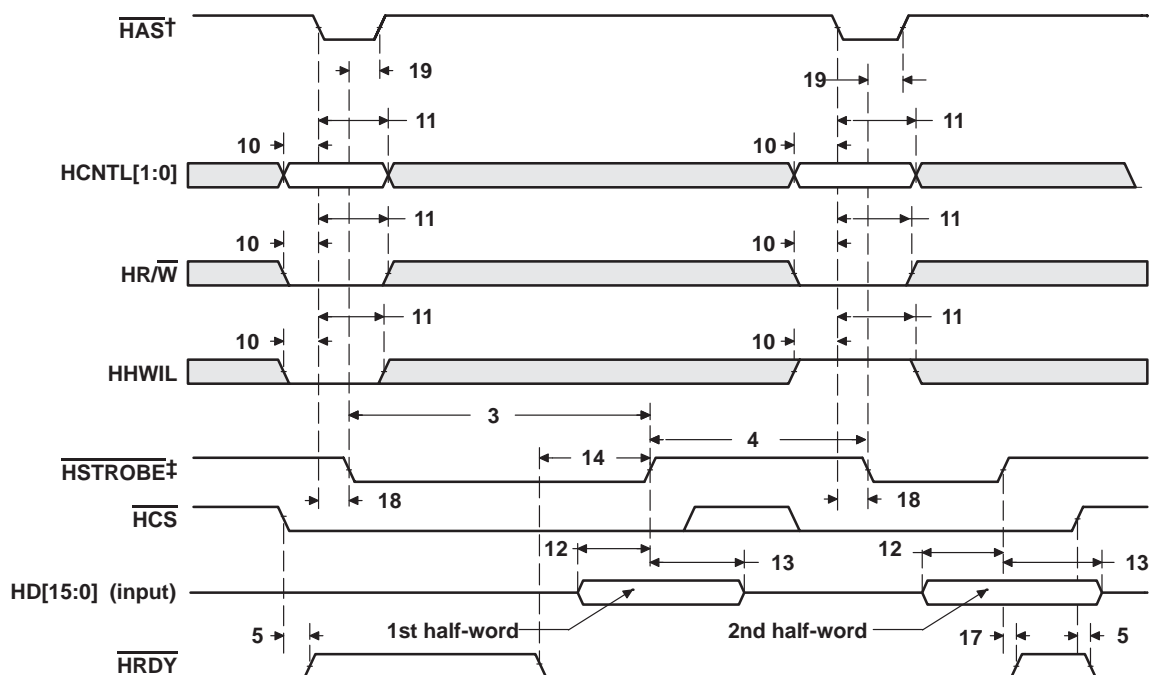 HAS†
19
19
11
11
10
10
HCNTL[1:0]
11
11
10
10
HR/W
11
11
10
10
HHWIL
3
4
14
HSTROBE‡
18
18
HCS
12
12
13
13
HD[15:0] (input)
1st half-word
2nd half-word
5
17
5
HRDY